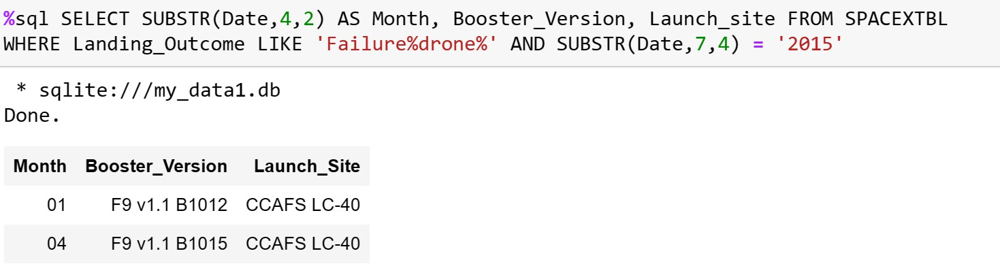 %sql SELECT SUBSTR(Date,4,2) AS Month, Booster_Version, Launch_site FROM SPACEXTBL
WHERE Landing_Outcome LIKE 'Failure%drone%' AND SUBSTR(Date,7,4) = '2015'
* sqlite:///my_data1.db
Done.
Month Booster_Version Launch_Site
01 F9 v1.1 B1012 CCAFS LC-40
04 F9 v1.1 B1015 CCAFS LC-40